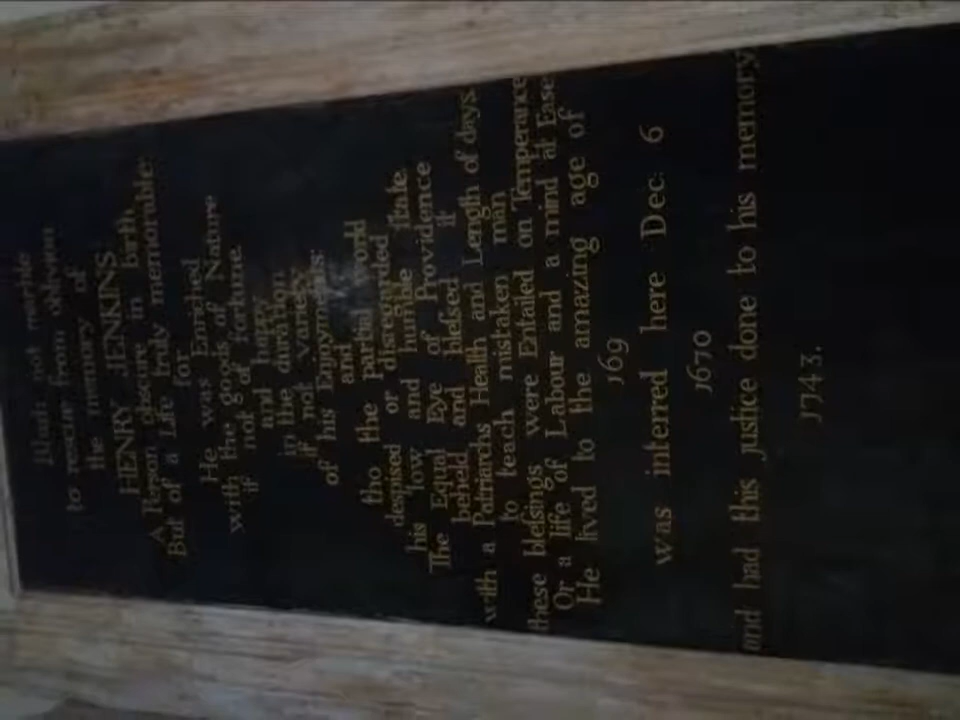 Blush not marble
to rescue from oblivion
the memory of
HENRY JENKINS
A Person obscure in birth
But of a Life truly memorable:
for
He was Enriched
with the goods of Nature
if not of fortune
and happy
in the duration
if not variety
of his Enjoyments:
and
tho the partial world
despised or disregarded
his low and humble state
The Equal Eye of Providence
beheld and blessed it
with a Patriarchs Health and Length of days
to teach mistaken man
these blessings were Entailed on Temperance
Or a life of Labour and a mind at Ease
He lived to the amazing age of
169
was interred here Dec: 6
1670
and had this justice done to his memory
1743.